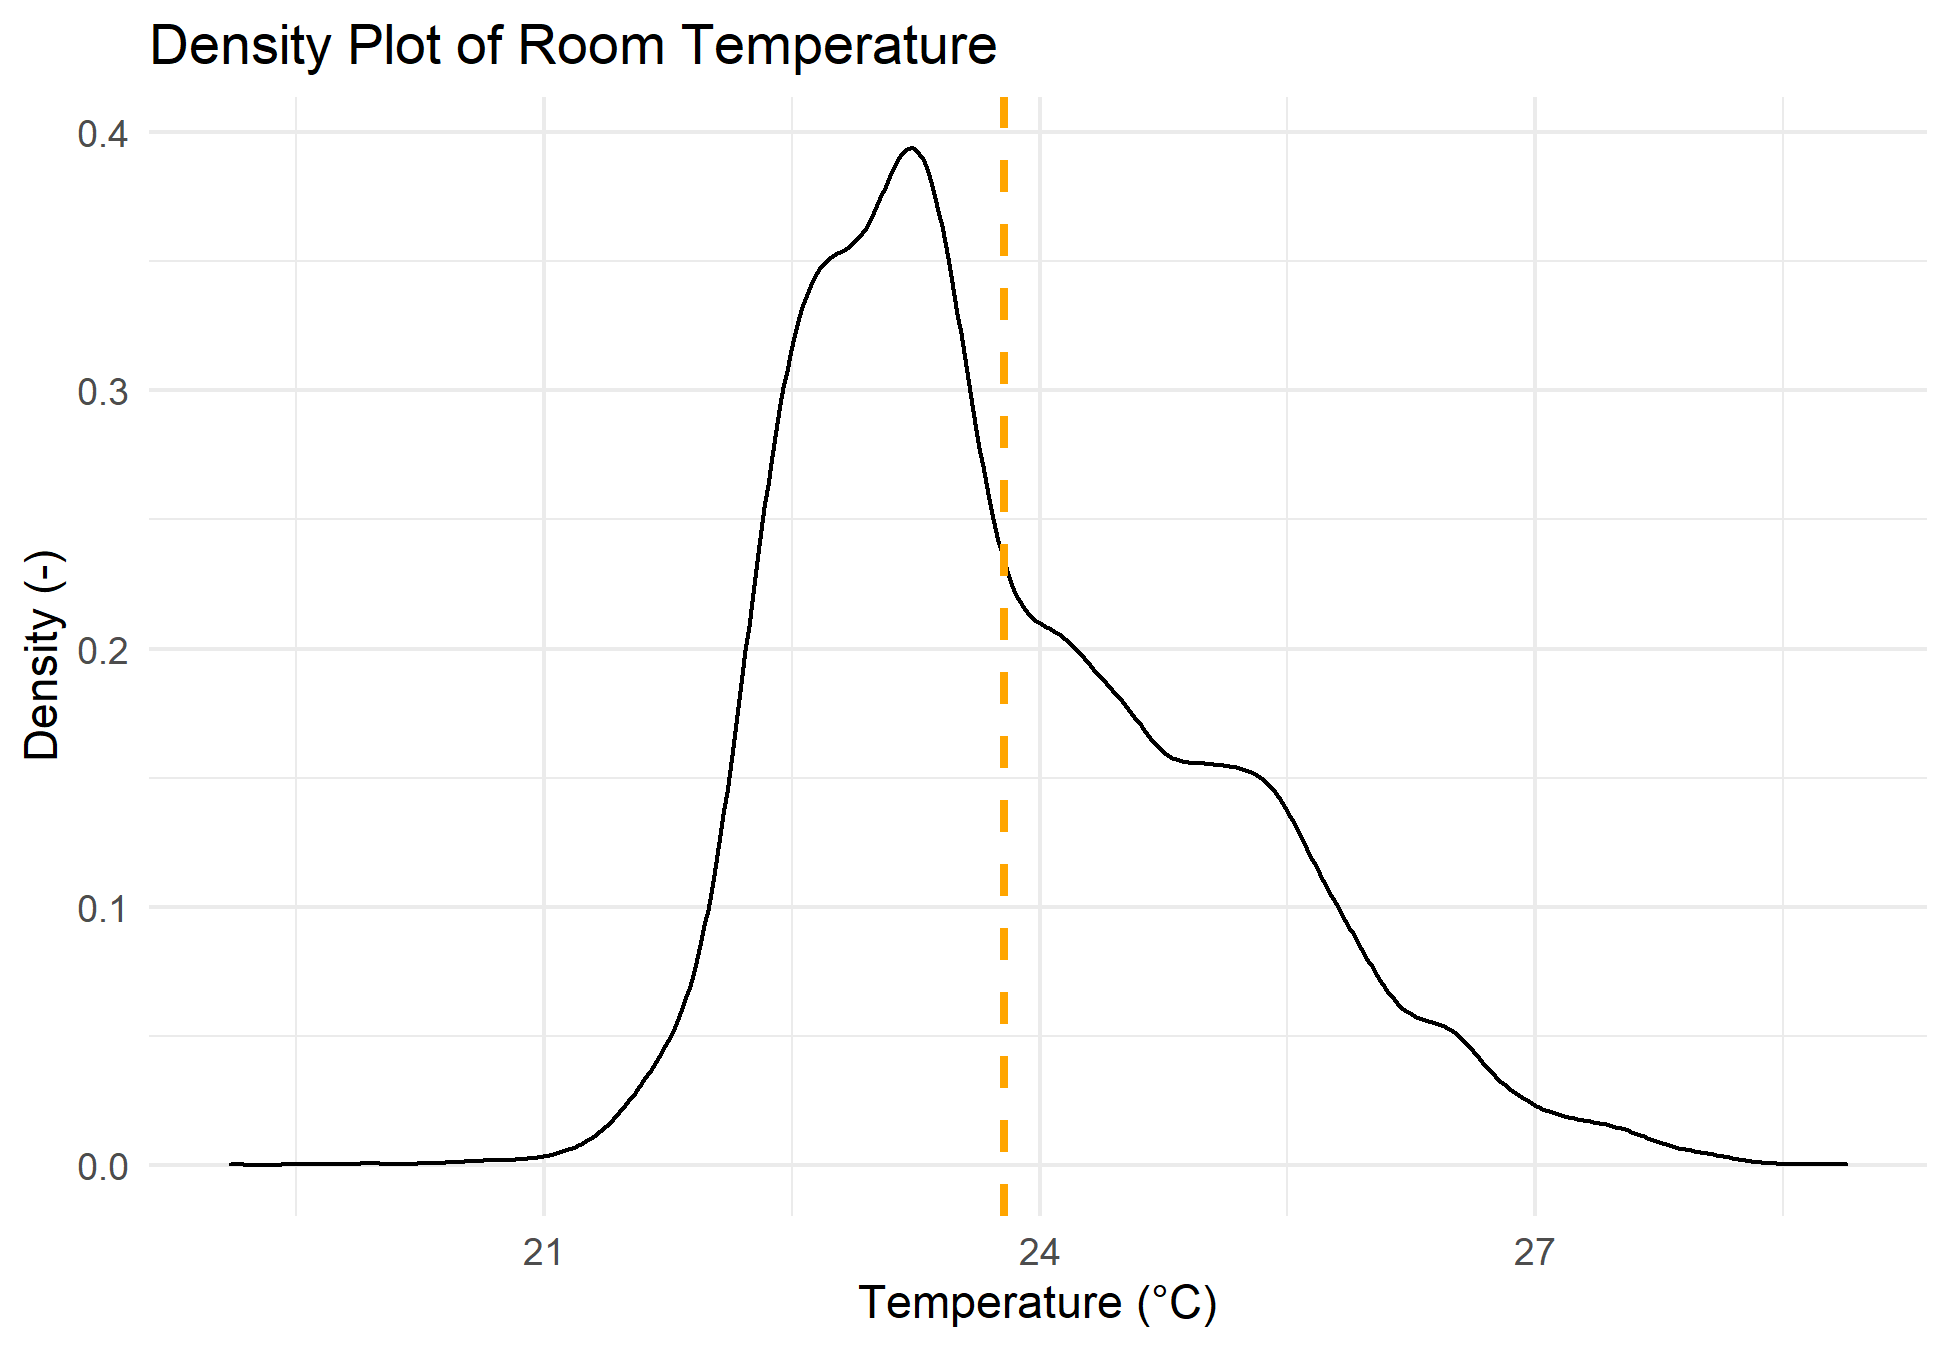 Density Plot of Room Temperature
0.4
0.3
0.2
0.1
0.0
Density (-)
21 24 27
Temperature (°C)